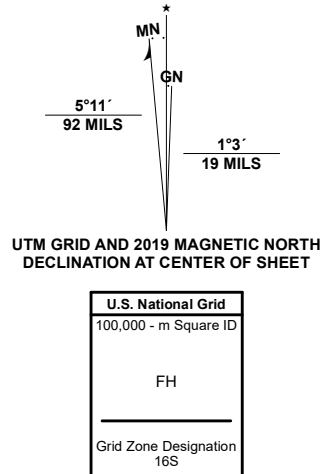 ★
MN
GN
5°11´
92 MILS
1°3´
19 MILS
UTM GRID AND 2019 MAGNETIC NORTH
DECLINATION AT CENTER OF SHEET
U.S. National Grid
100,000 - m Square ID
FH
Grid Zone Designation
16S